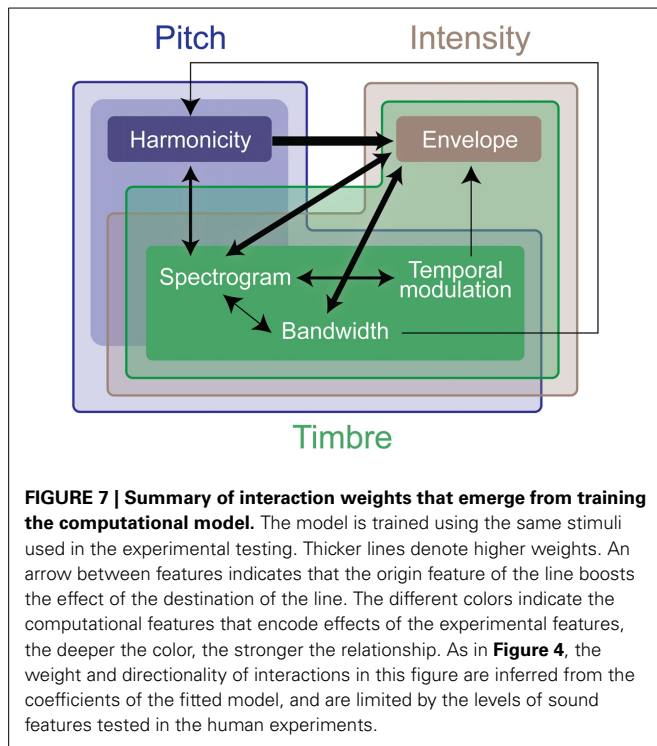 Pitch
Intensity
Harmonicity
Envelope
Spectrogram
Temporal
modulation
Bandwidth
Timbre
FIGURE 7 | Summary of interaction weights that emerge from training
the computational model. The model is trained using the same stimuli
used in the experimental testing. Thicker lines denote higher weights. An
arrow between features indicates that the origin feature of the line boosts
the effect of the destination of the line. The different colors indicate the
computational features that encode effects of the experimental features,
the deeper the color, the stronger the relationship. As in Figure 4, the
weight and directionality of interactions in this figure are inferred from the
coefficients of the fitted model, and are limited by the levels of sound
features tested in the human experiments.